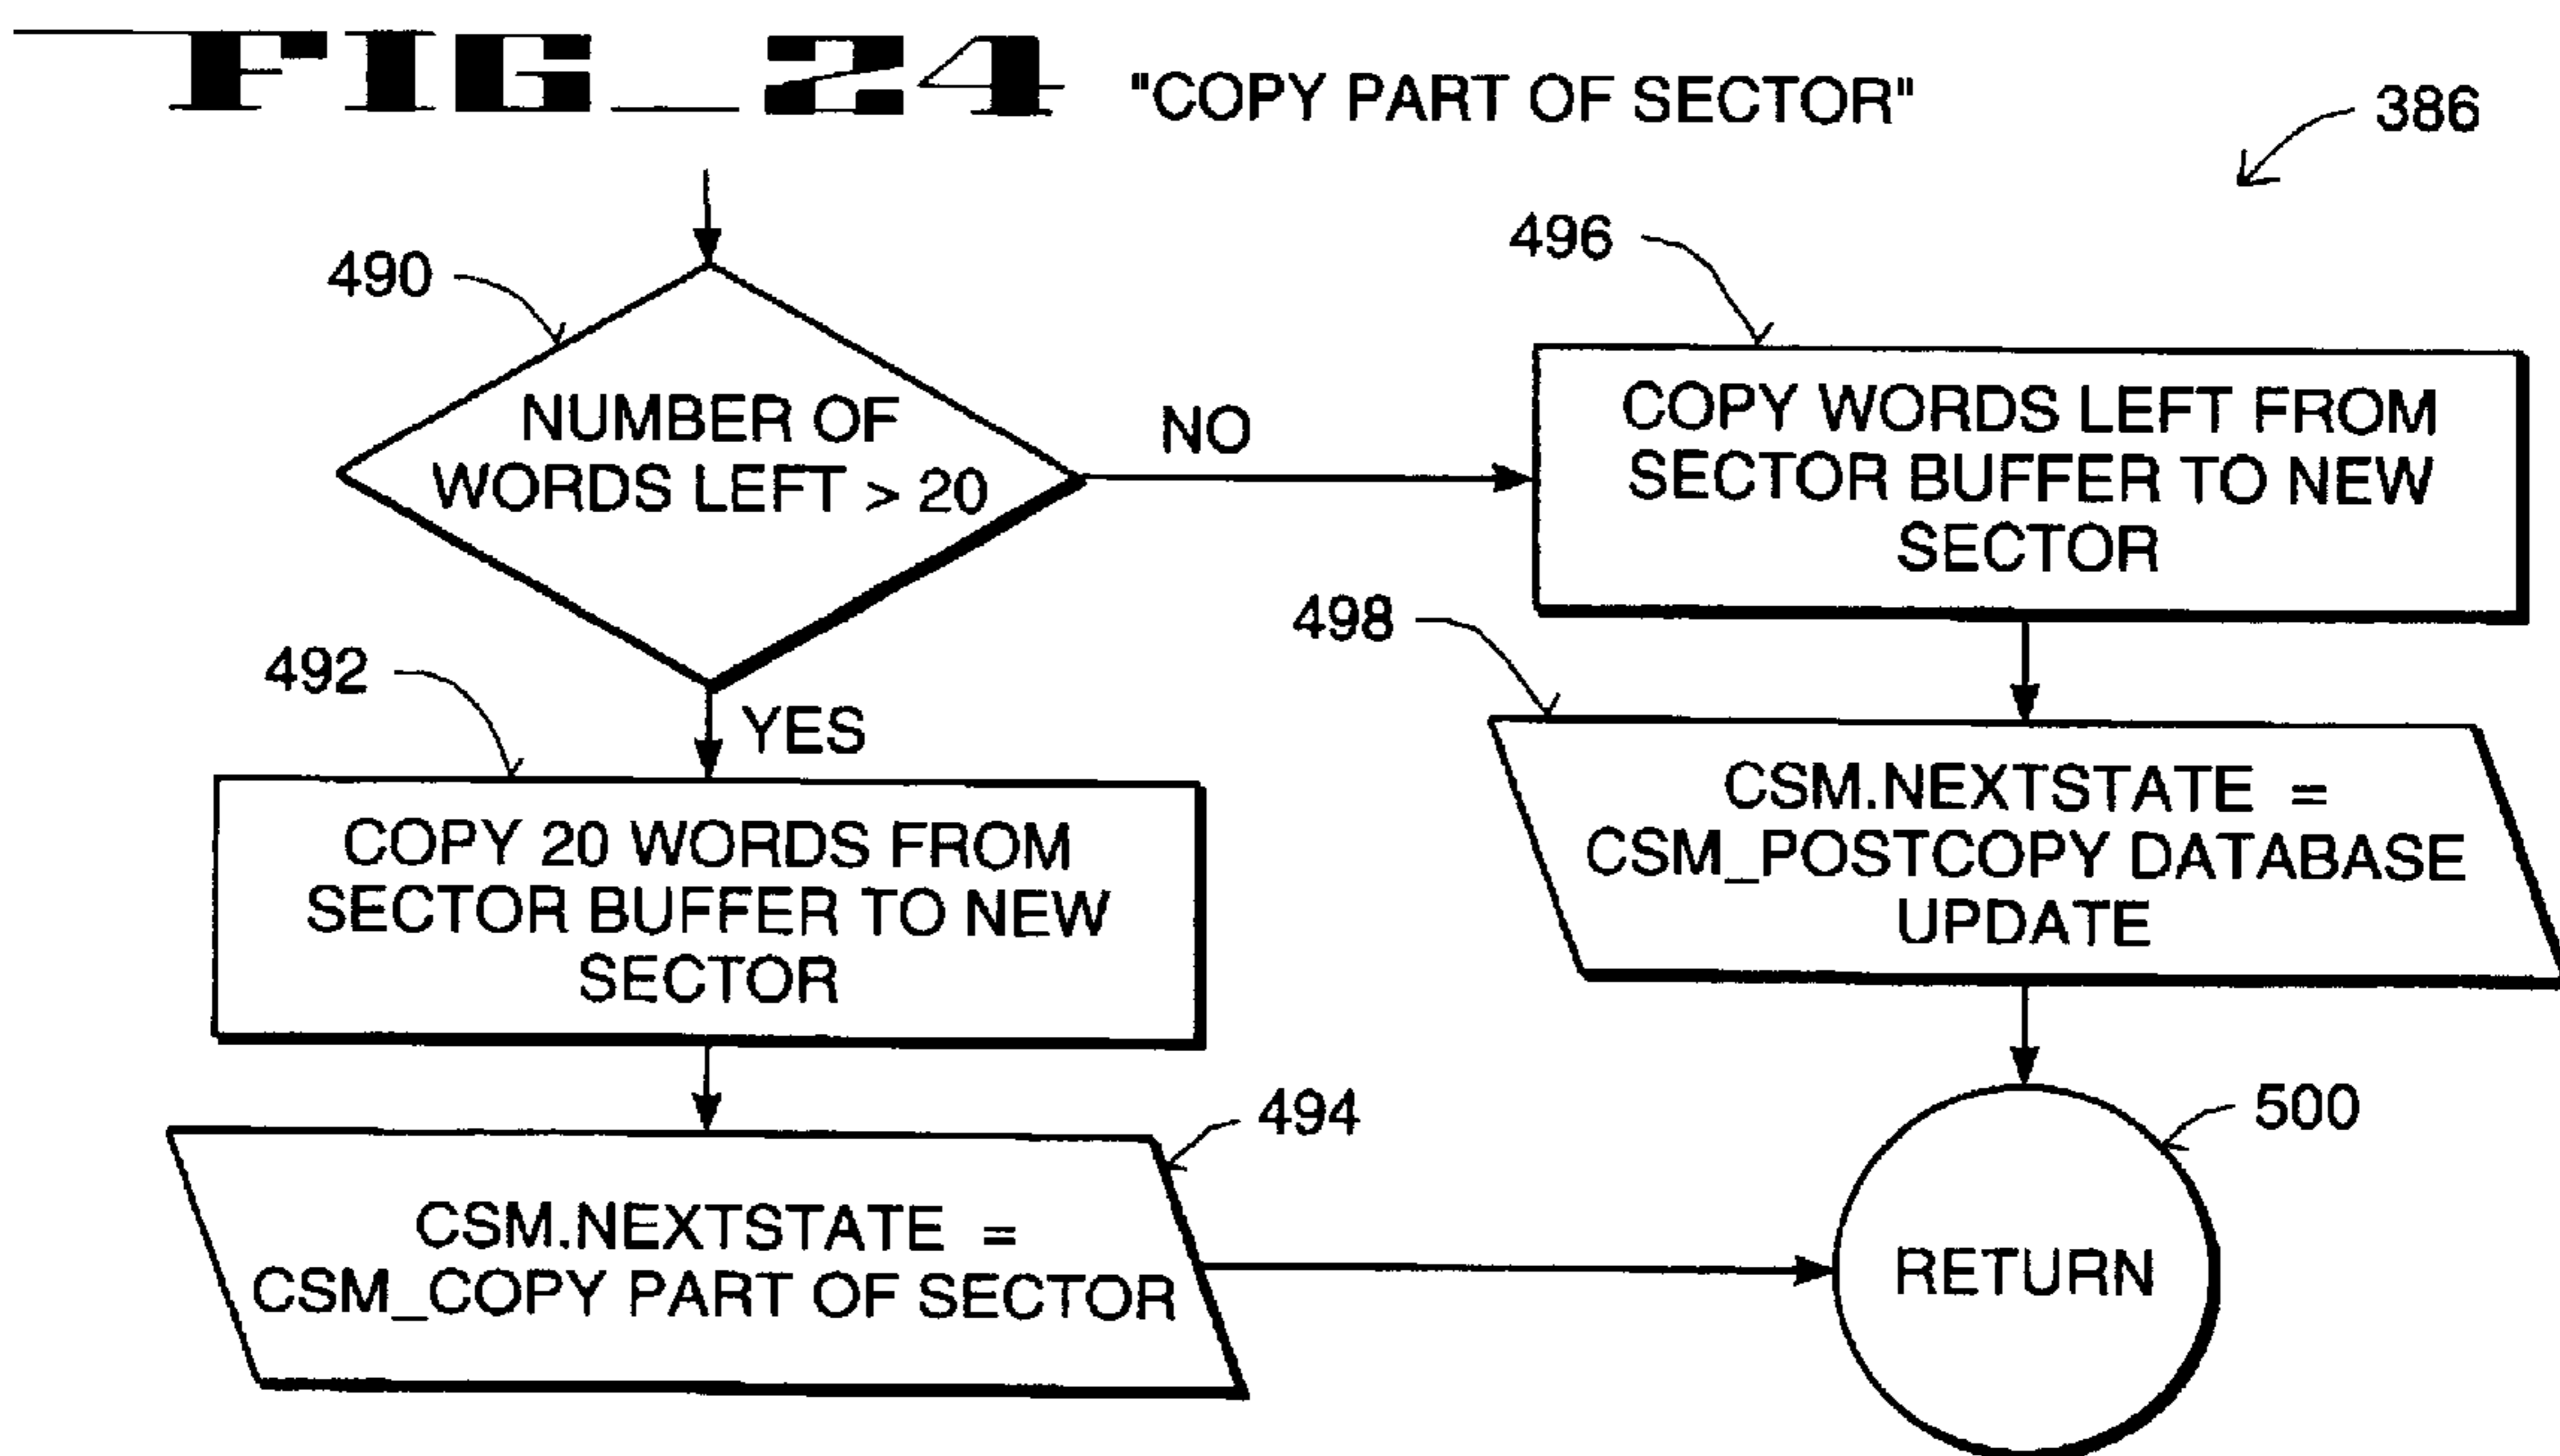 FIG_24 "COPY PART OF SECTOR"
386
490
NUMBER OF
WORDS LEFT > 20
NO
YES
492
COPY 20 WORDS FROM
SECTOR BUFFER TO NEW
SECTOR
494
CSM.NEXTSTATE =
CSM_COPY PART OF SECTOR
496
COPY WORDS LEFT FROM
SECTOR BUFFER TO NEW
SECTOR
498
CSM.NEXTSTATE =
CSM_POSTCOPY DATABASE
UPDATE
500
RETURN